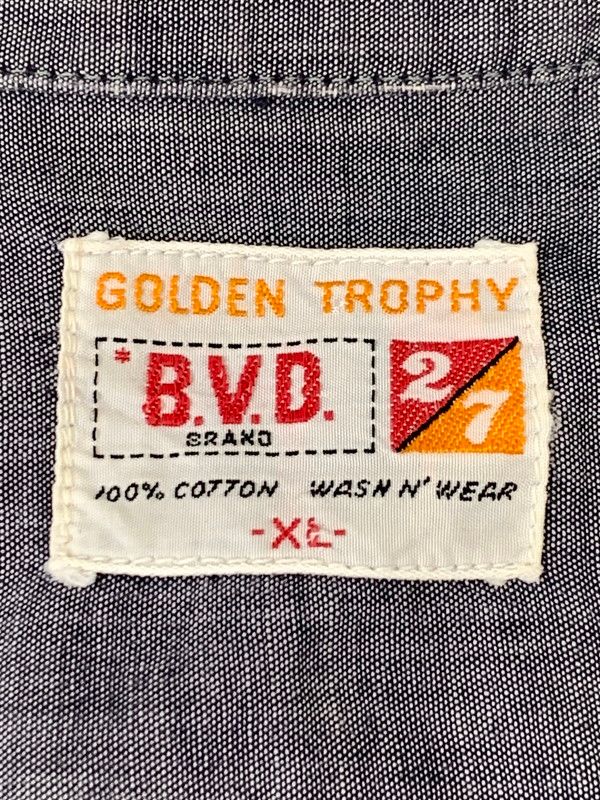 GOLDEN TROPHY
* B.V.D. 27
BRAND
100% COTTON WASH N' WEAR
-XL-